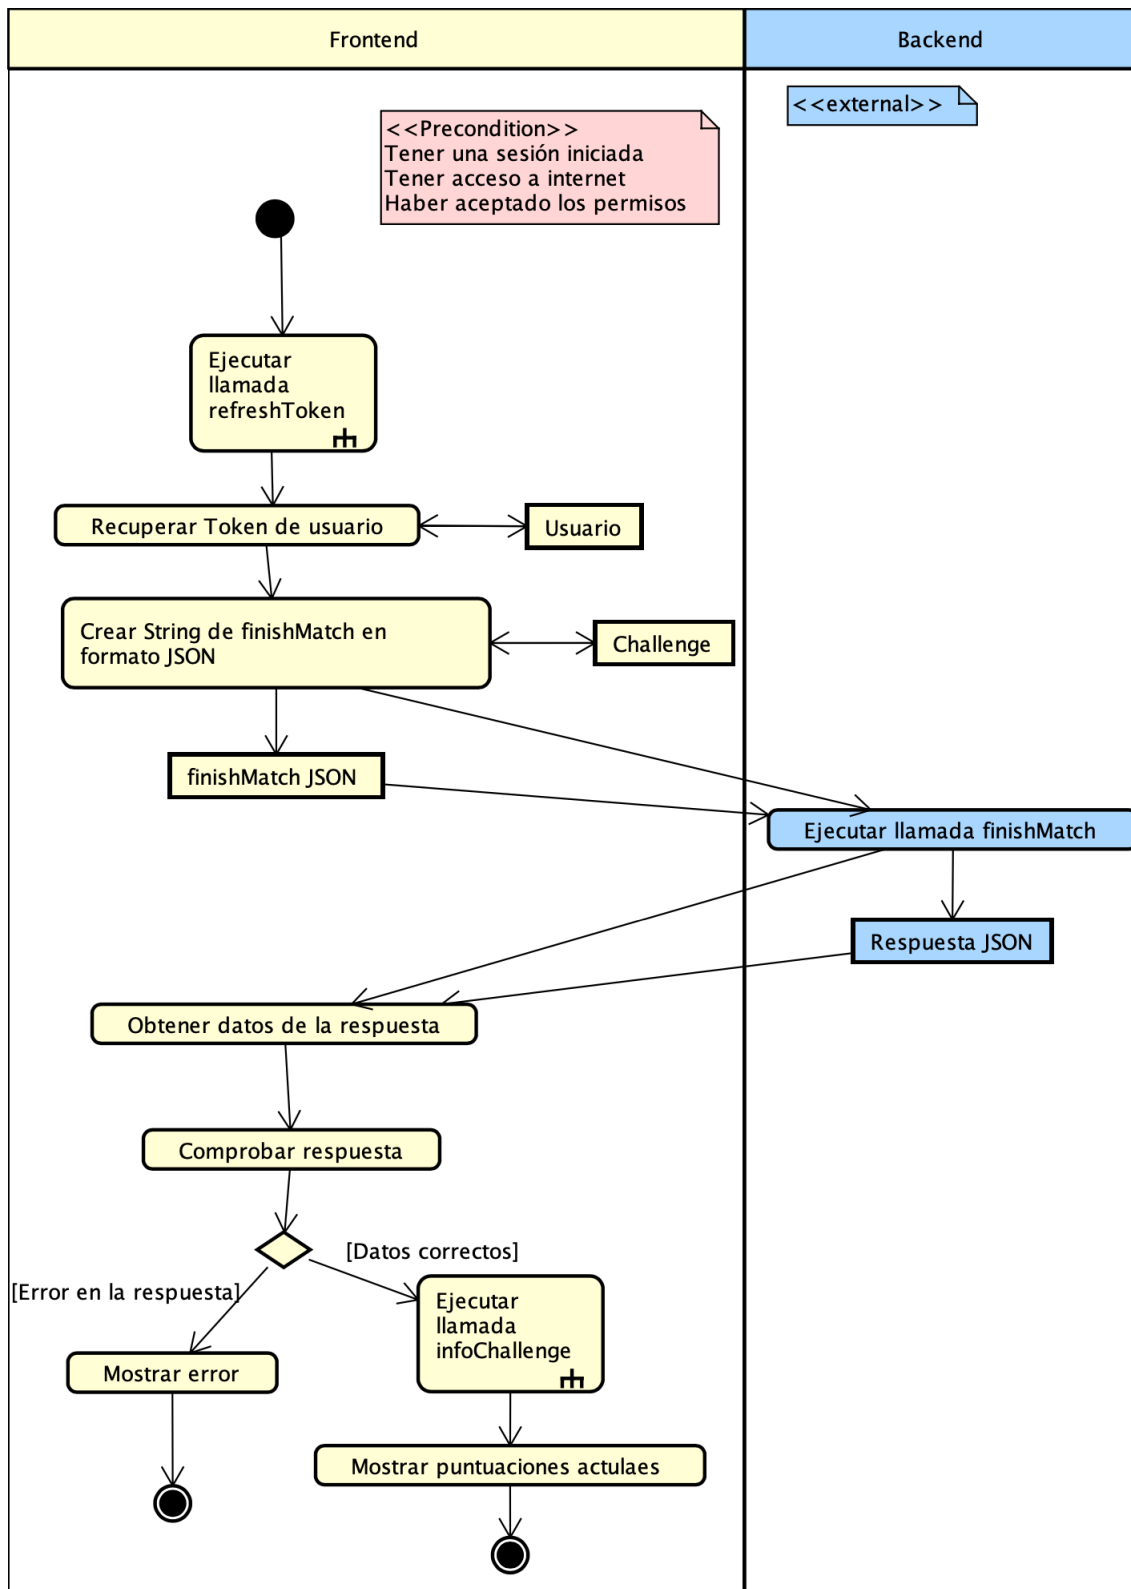 Frontend
Backend
<<external>>
<<Precondition>>
Tener una sesión iniciada
Tener acceso a internet
Haber aceptado los permisos
Ejecutar
llamada
refreshToken
Recuperar Token de usuario
Usuario
Crear String de finishMatch en
formato JSON
Challenge
finishMatch JSON
Ejecutar llamada finishMatch
Respuesta JSON
Obtener datos de la respuesta
Comprobar respuesta
[Datos correctos]
[Error en la respuesta]
Ejecutar
llamada
infoChallenge
Mostrar error
Mostrar puntuaciones actulaes